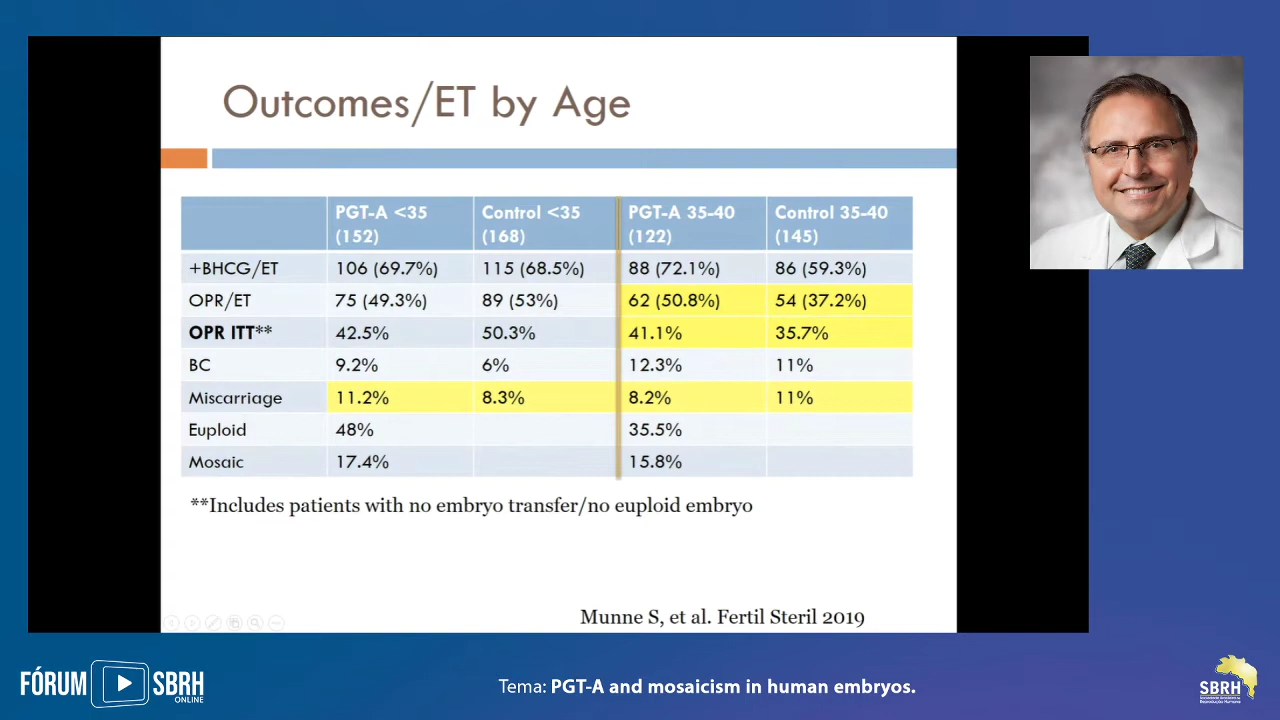 Outcomes/ET by Age
PGT-A <35 (152) Control <35 (168) PGT-A 35-40 (122) Control 35-40 (145)
+BHCG/ET 106 (69.7%) 115 (68.5%) 88 (72.1%) 86 (59.3%)
OPR/ET 75 (49.3%) 89 (53%) 62 (50.8%) 54 (37.2%)
OPR ITT** 42.5% 50.3% 41.1% 35.7%
BC 9.2% 6% 12.3% 11%
Miscarriage 11.2% 8.3% 8.2% 11%
Euploid 48% 35.5%
Mosaic 17.4% 15.8%
**Includes patients with no embryo transfer/no euploid embryo
Munne S, et al. Fertil Steril 2019
FÓRUM SBRH
ONLINE
Tema: PGT-A and mosaicism in human embryos.
SBRH